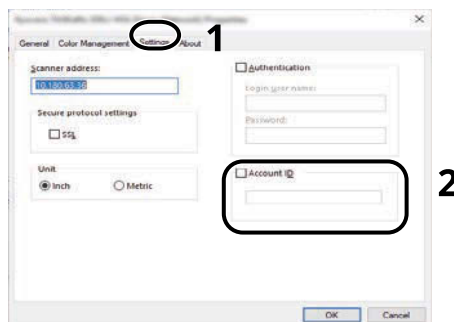 General Color Management Settings About
1
Scanner address:
10.180.63.30
Secure protocol settings
SSL
Unit
Inch Metric
Authentication
Login user name:
Password:
Account ID
2
OK Cancel